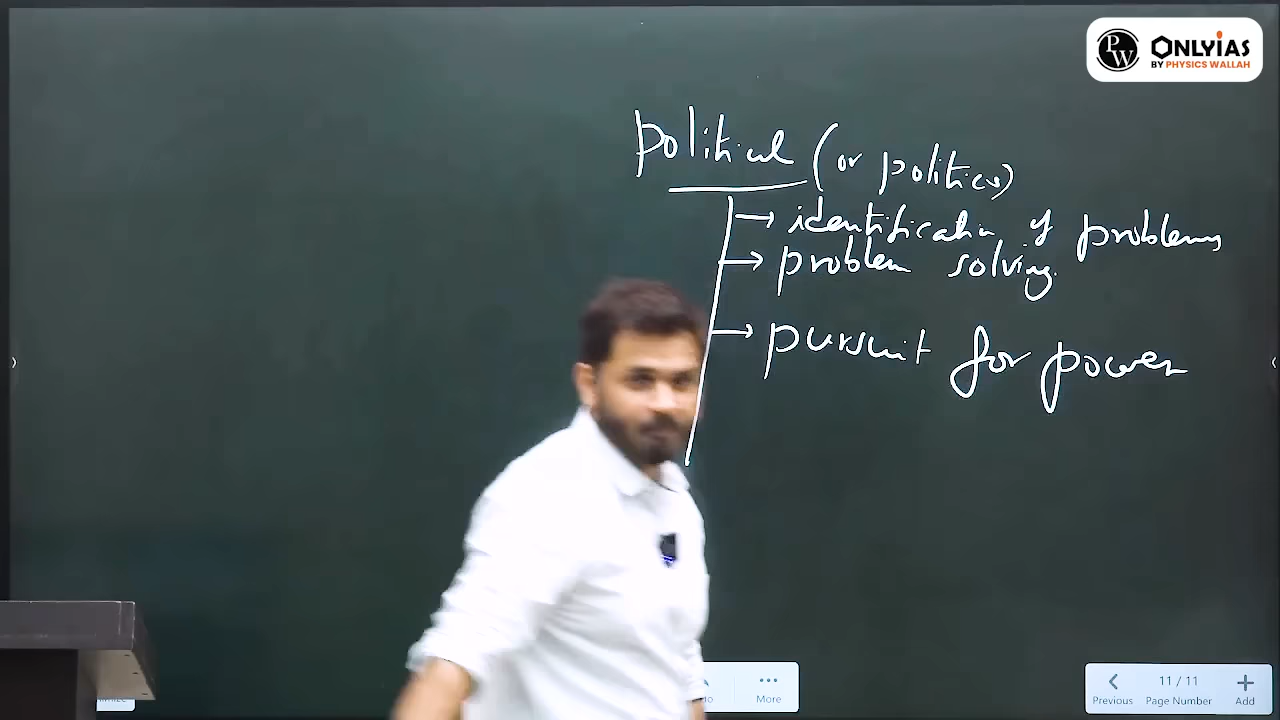 PW ONLYIAS
BY PHYSICS WALLAH
political (or politics)
→ identification of problems
→ problem solving.
→ pursuit for power
More
11 / 11
Previous
Page Number
Add